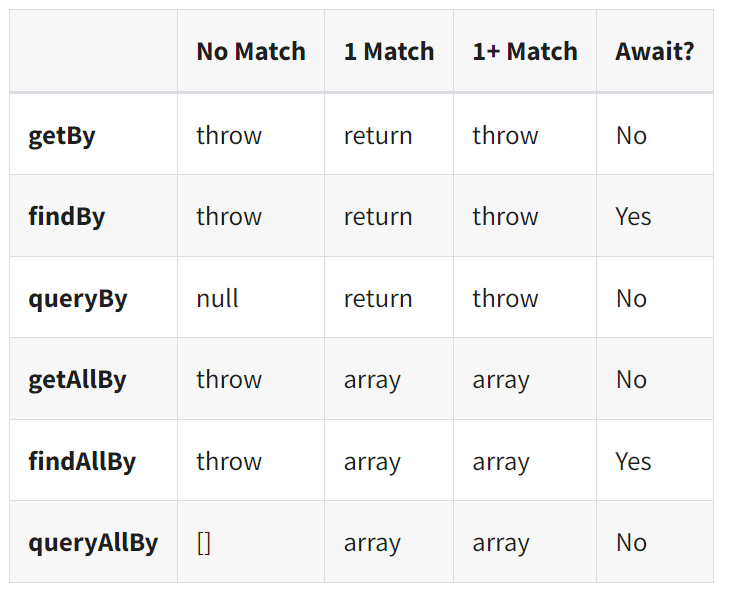 No Match 1 Match 1+ Match Await?
getBy throw return throw No
findBy throw return throw Yes
queryBy null return throw No
getAllBy throw array array No
findAllBy throw array array Yes
queryAllBy [] array array No